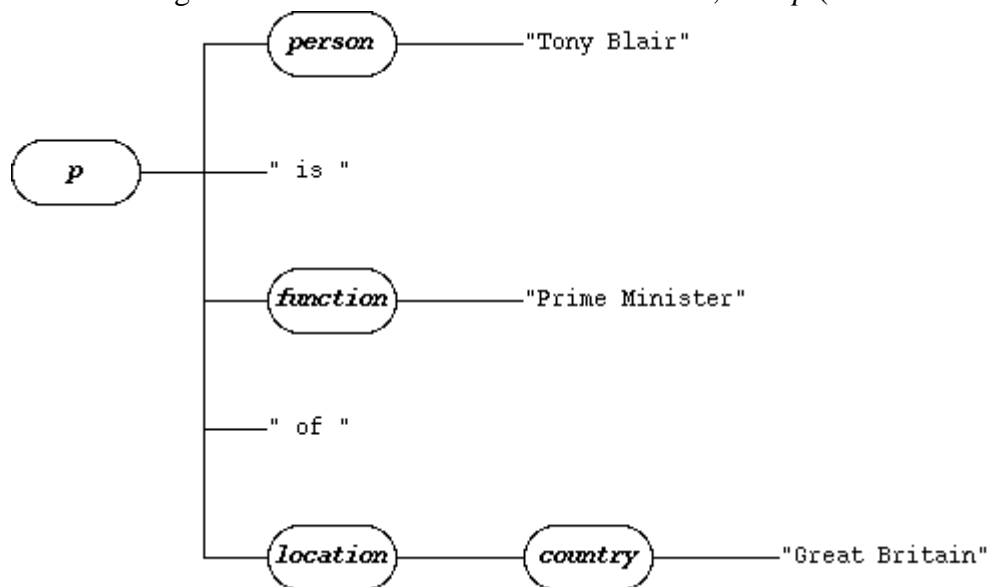 person "Tony Blair"
p " is "
function "Prime Minister"
" of "
location country "Great Britain"